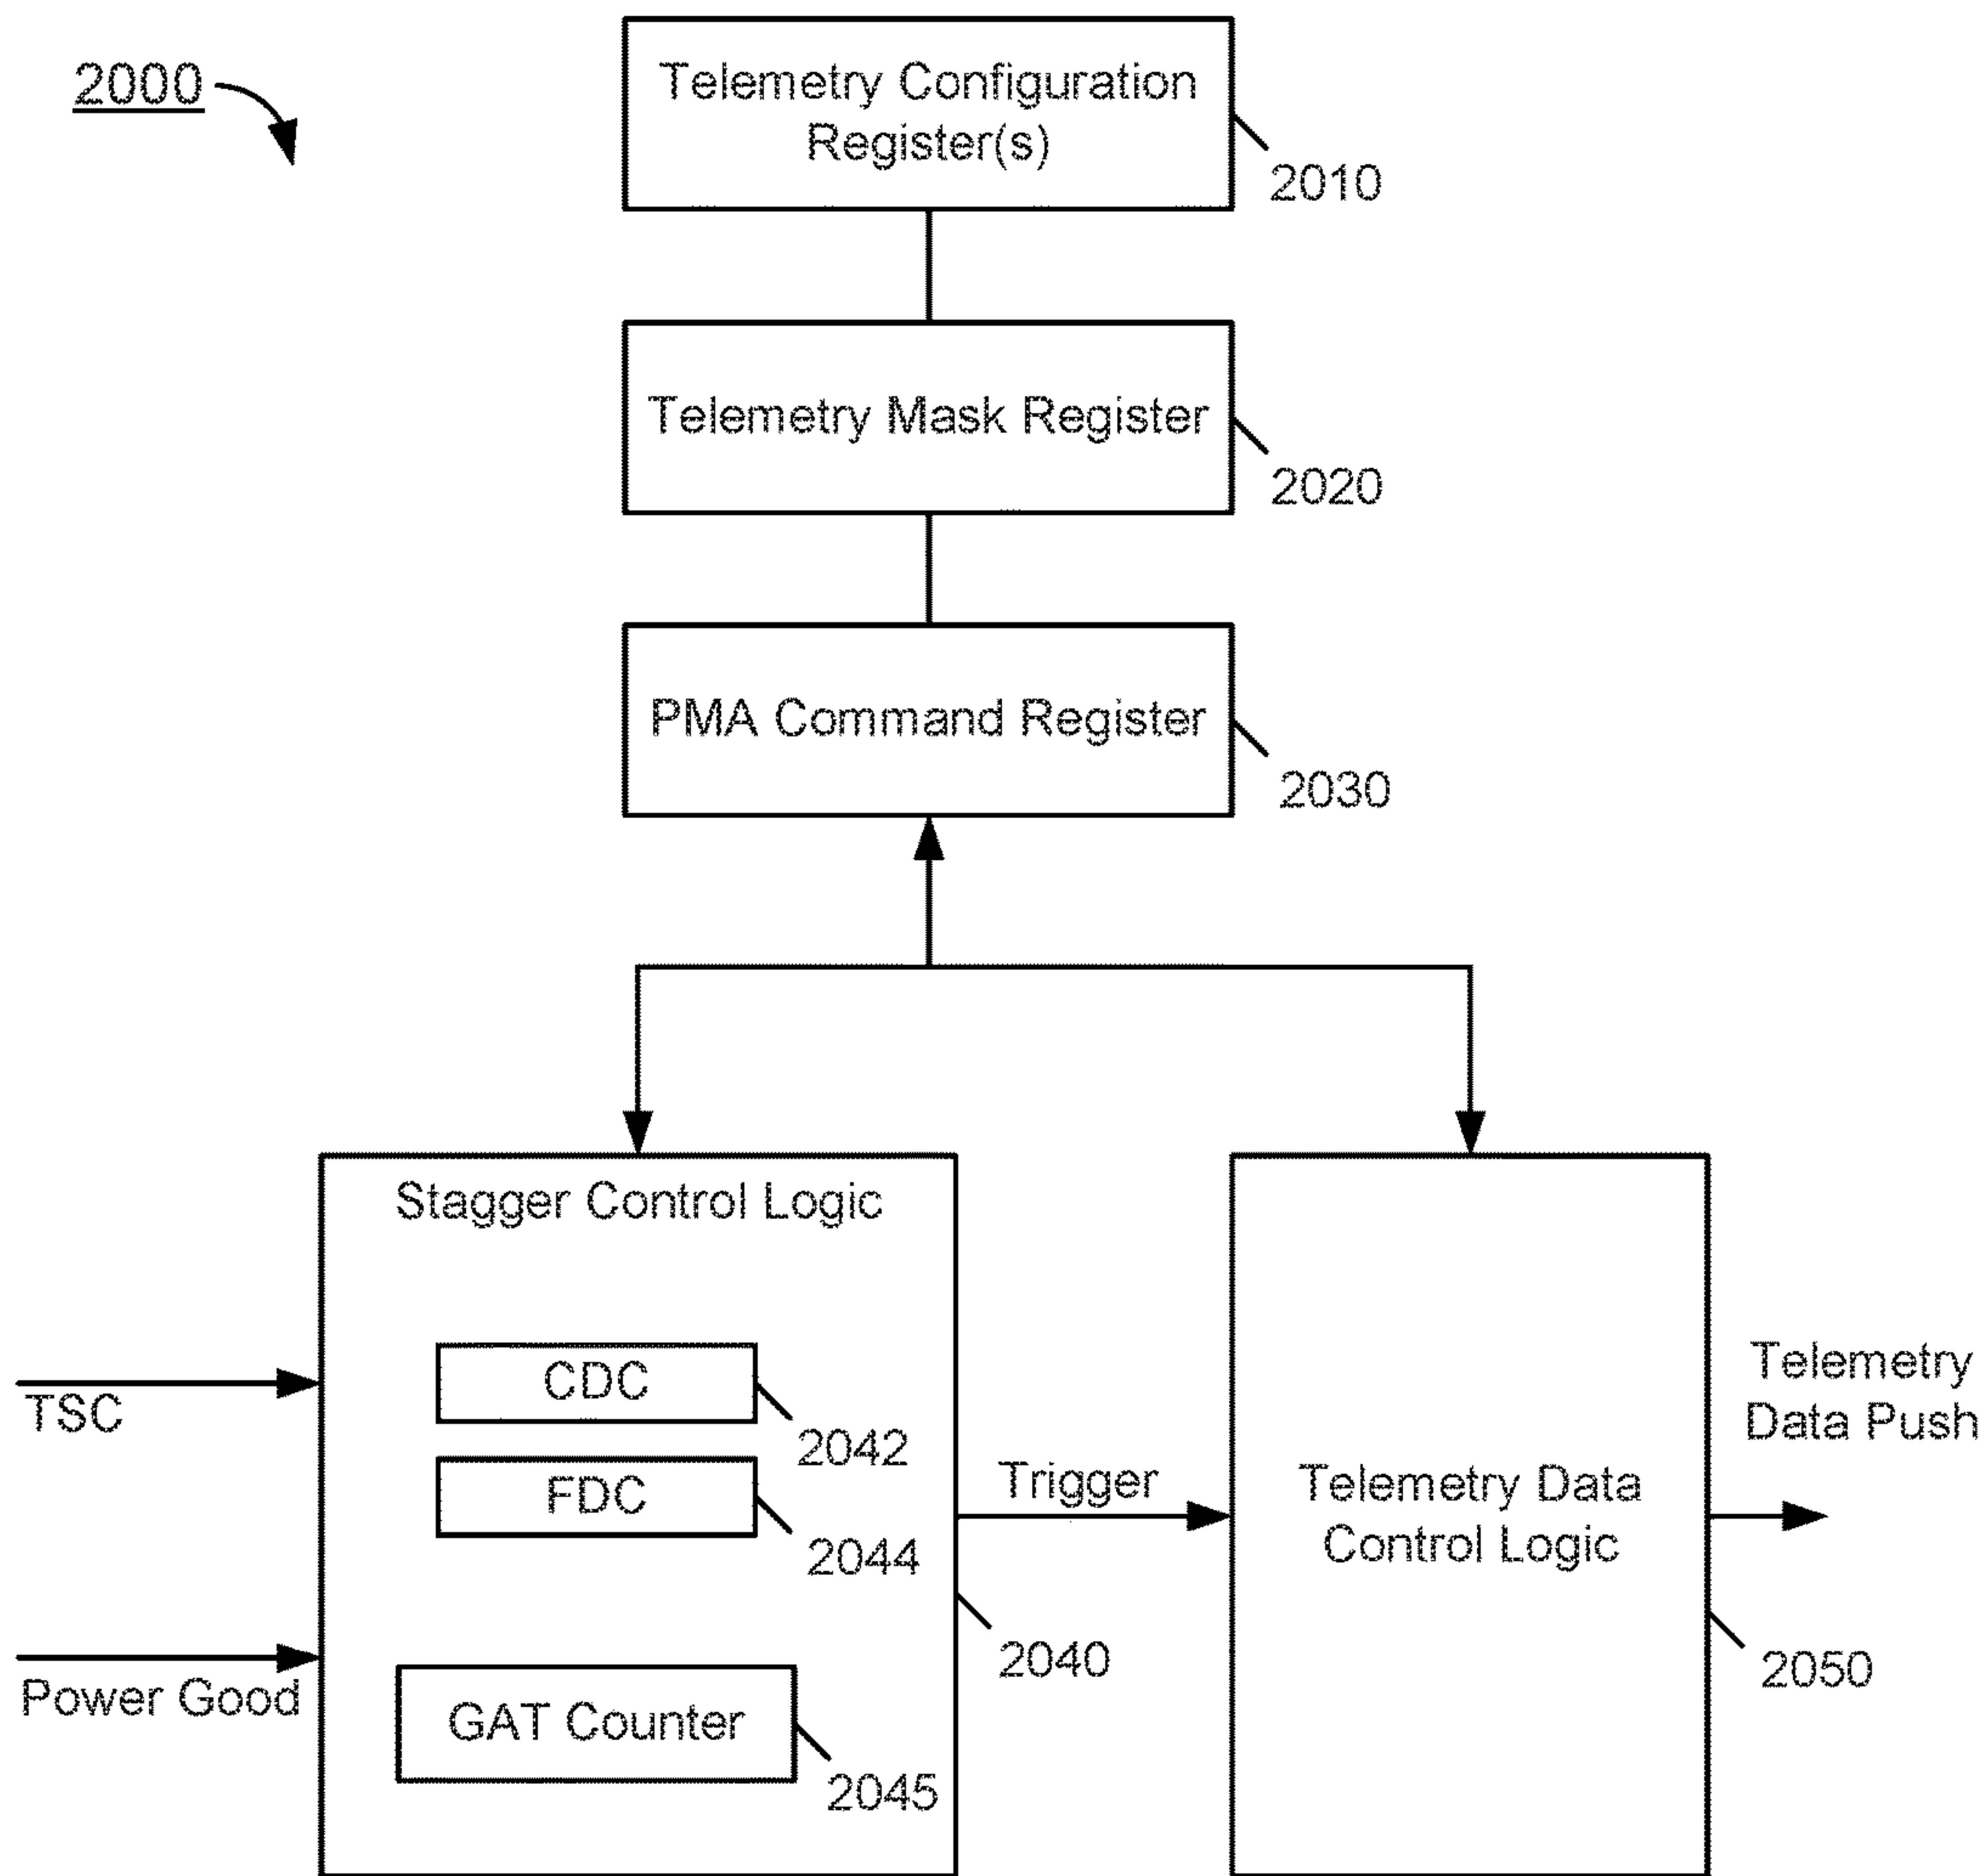 2000
Telemetry Configuration
Register(s)
2010
Telemetry Mask Register
2020
PMA Command Register
2030
Stagger Control Logic
TSC
CDC
2042
FDC
2044
Power Good
GAT Counter
2045
2040
Trigger
Telemetry Data
Control Logic
2050
Telemetry
Data Push